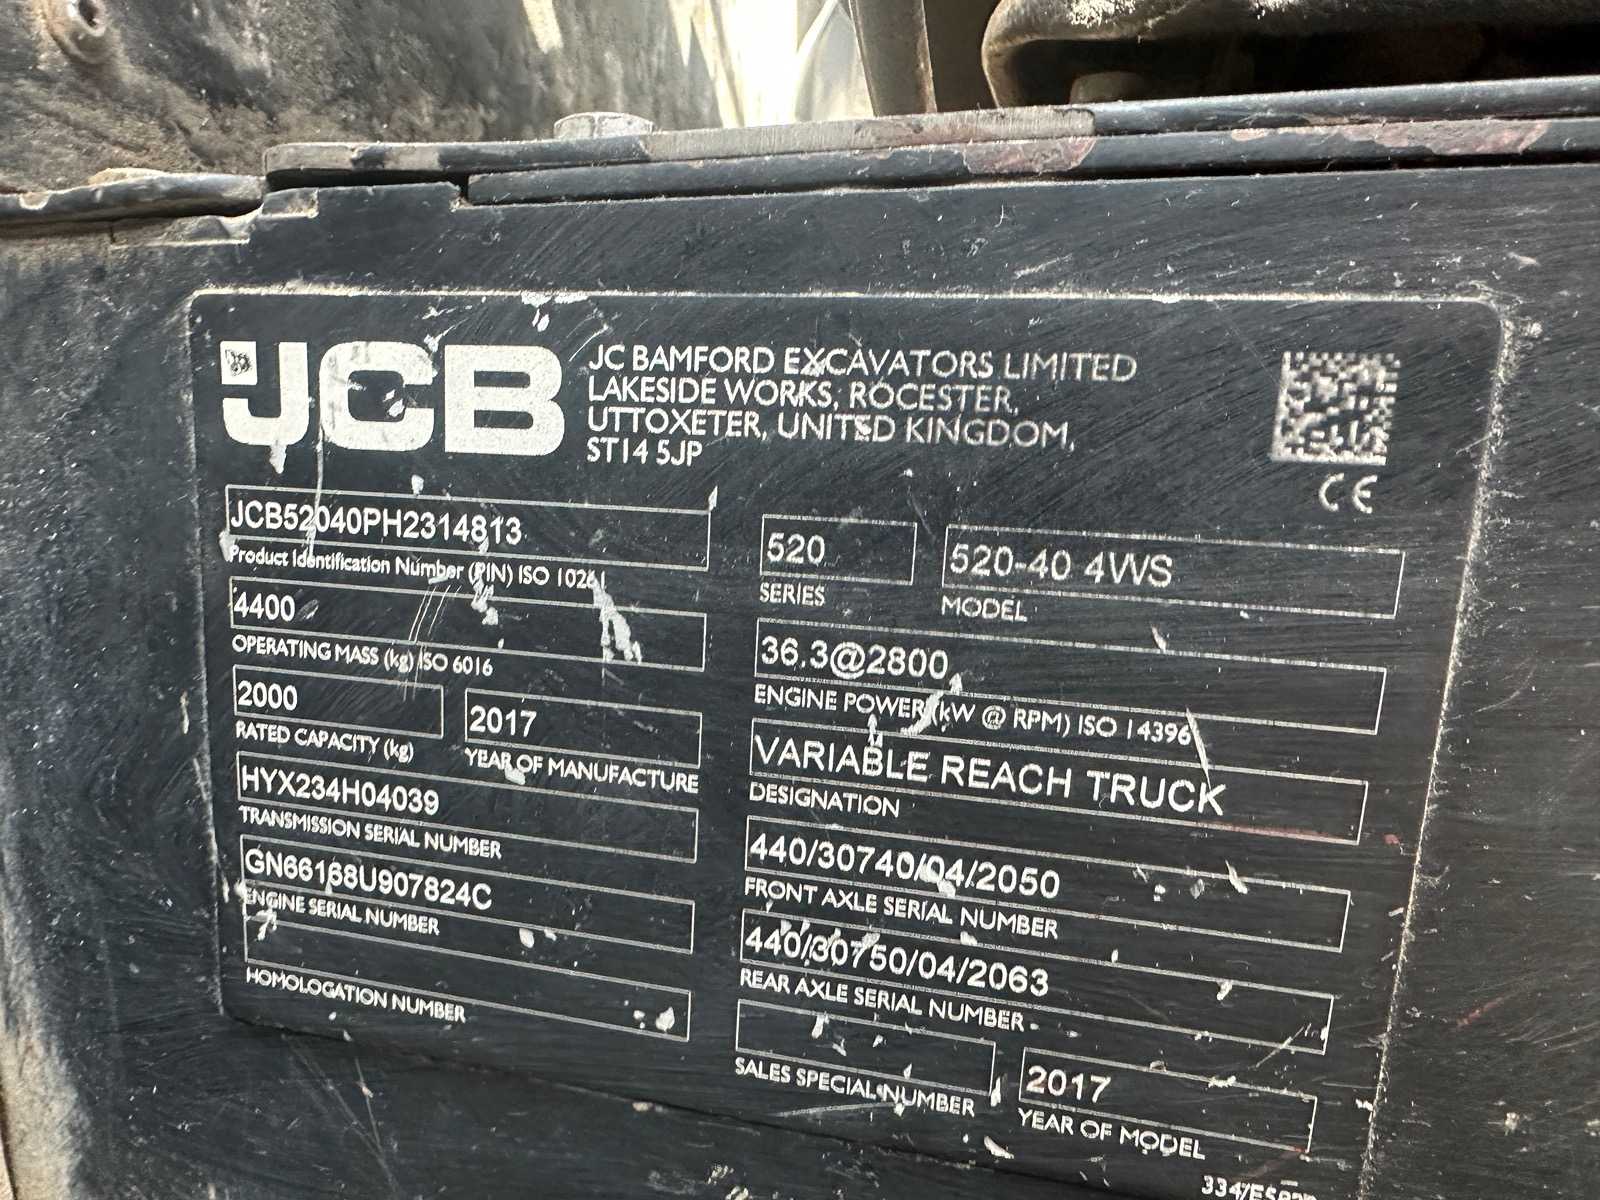 JCB
JC BAMFORD EXCAVATORS LIMITED
LAKESIDE WORKS, ROCESTER,
UTTOXETER, UNITED KINGDOM,
ST14 5JP
CE
JCB52040PH2314813
Product Identification Number (PIN) ISO 10261
520
SERIES
520-40 4WS
MODEL
4400
OPERATING MASS (kg) ISO 6016
36.3@2800
ENGINE POWER (kW @ RPM) ISO 14396
2000
RATED CAPACITY (kg)
2017
YEAR OF MANUFACTURE
VARIABLE REACH TRUCK
DESIGNATION
HYX234H04039
TRANSMISSION SERIAL NUMBER
440/30740/04/2050
FRONT AXLE SERIAL NUMBER
GN66168U907824C
ENGINE SERIAL NUMBER
440/30750/04/2063
REAR AXLE SERIAL NUMBER
HOMOLOGATION NUMBER
SALES SPECIAL NUMBER
2017
YEAR OF MODEL